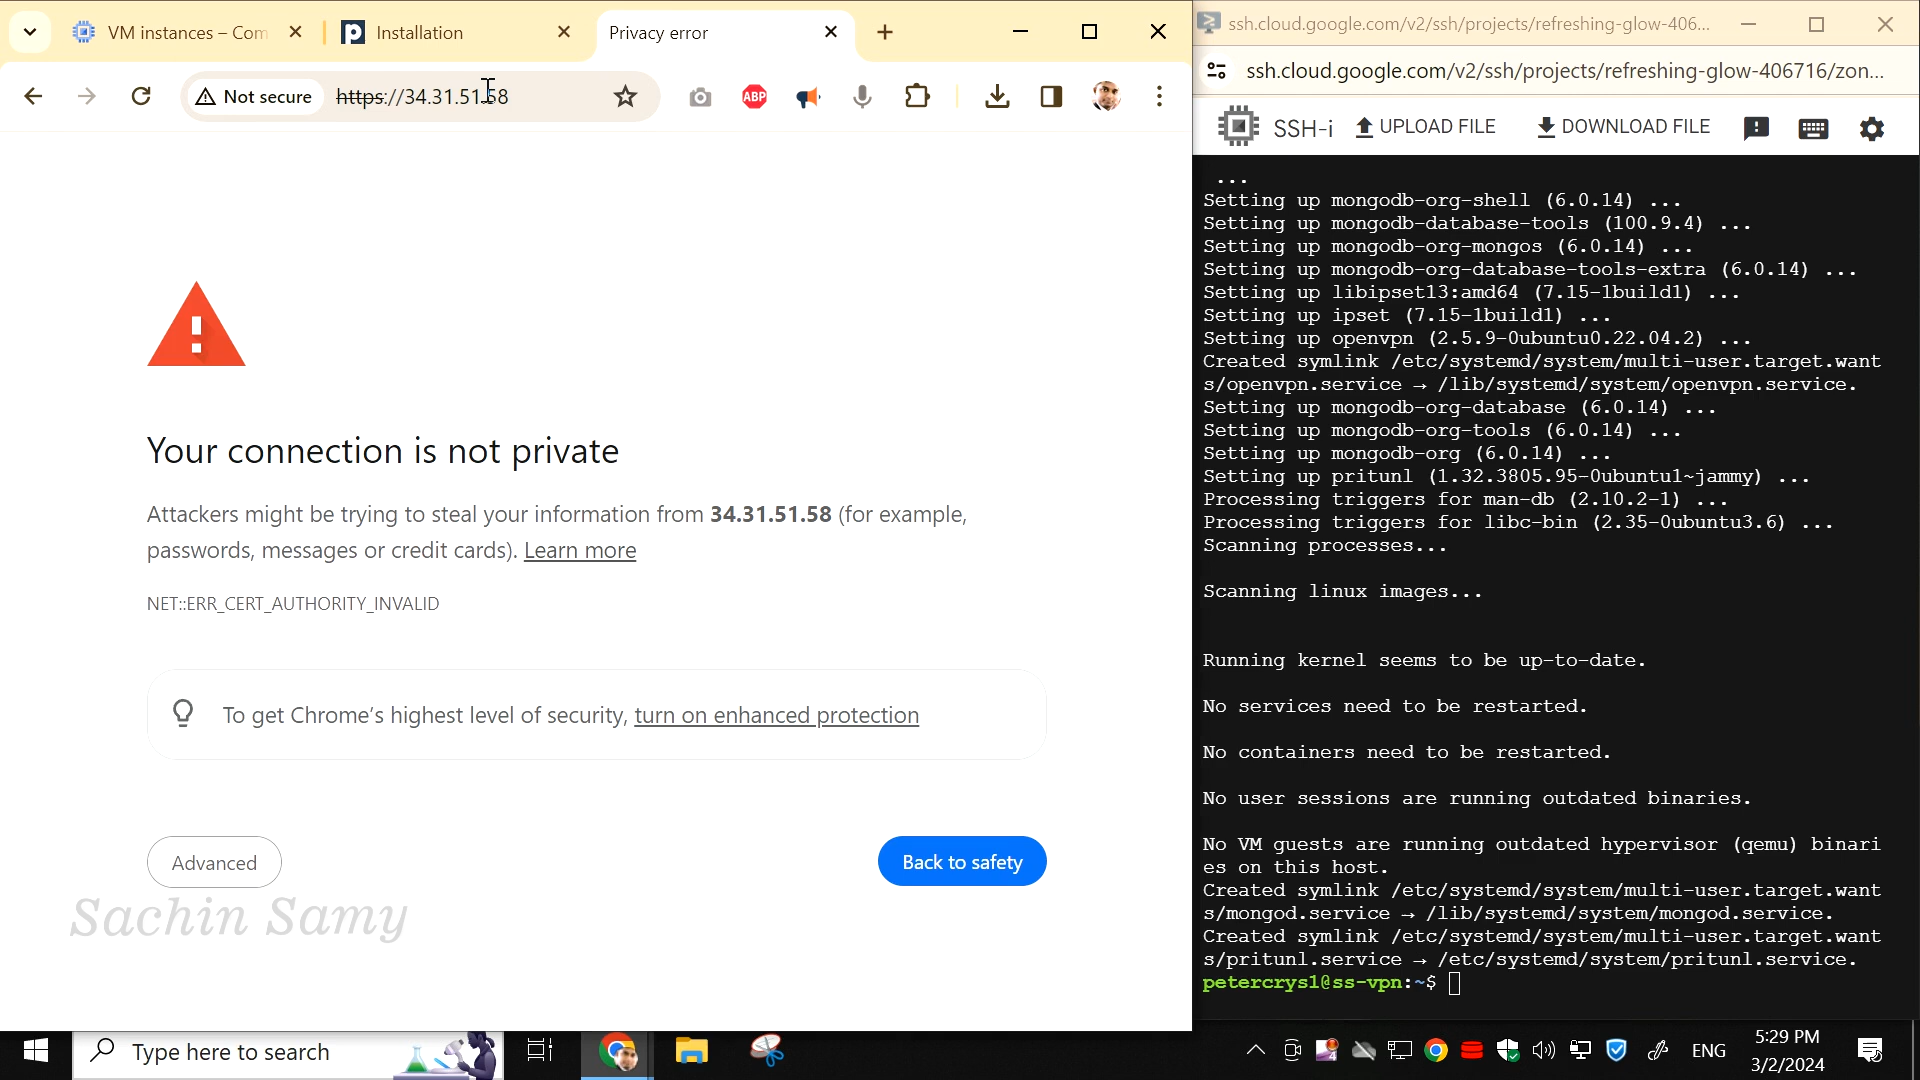 VM instances – Com
Installation
Privacy error
Not secure
https://34.31.51.58
ABP
Your connection is not private
Attackers might be trying to steal your information from 34.31.51.58 (for example,
passwords, messages or credit cards). Learn more
NET::ERR_CERT_AUTHORITY_INVALID
To get Chrome’s highest level of security, turn on enhanced protection
Advanced
Back to safety
Sachin Samy
ssh.cloud.google.com/v2/ssh/projects/refreshing-glow-406...
ssh.cloud.google.com/v2/ssh/projects/refreshing-glow-406716/zon...
SSH-i
UPLOAD FILE
DOWNLOAD FILE
...
Setting up mongodb-org-shell (6.0.14) ...
Setting up mongodb-database-tools (100.9.4) ...
Setting up mongodb-org-mongos (6.0.14) ...
Setting up mongodb-org-database-tools-extra (6.0.14) ...
Setting up libipset13:amd64 (7.15-1build1) ...
Setting up ipset (7.15-1build1) ...
Setting up openvpn (2.5.9-0ubuntu0.22.04.2) ...
Created symlink /etc/systemd/system/multi-user.target.want
s/openvpn.service → /lib/systemd/system/openvpn.service.
Setting up mongodb-org-database (6.0.14) ...
Setting up mongodb-org-tools (6.0.14) ...
Setting up mongodb-org (6.0.14) ...
Setting up pritunl (1.32.3805.95-0ubuntu1~jammy) ...
Processing triggers for man-db (2.10.2-1) ...
Processing triggers for libc-bin (2.35-0ubuntu3.6) ...
Scanning processes...
Scanning linux images...
Running kernel seems to be up-to-date.
No services need to be restarted.
No containers need to be restarted.
No user sessions are running outdated binaries.
No VM guests are running outdated hypervisor (qemu) binari
es on this host.
Created symlink /etc/systemd/system/multi-user.target.want
s/mongod.service → /lib/systemd/system/mongod.service.
Created symlink /etc/systemd/system/multi-user.target.want
s/pritunl.service → /etc/systemd/system/pritunl.service.
petercrys1@ss-vpn:~$
Type here to search
ENG
5:29 PM
3/2/2024